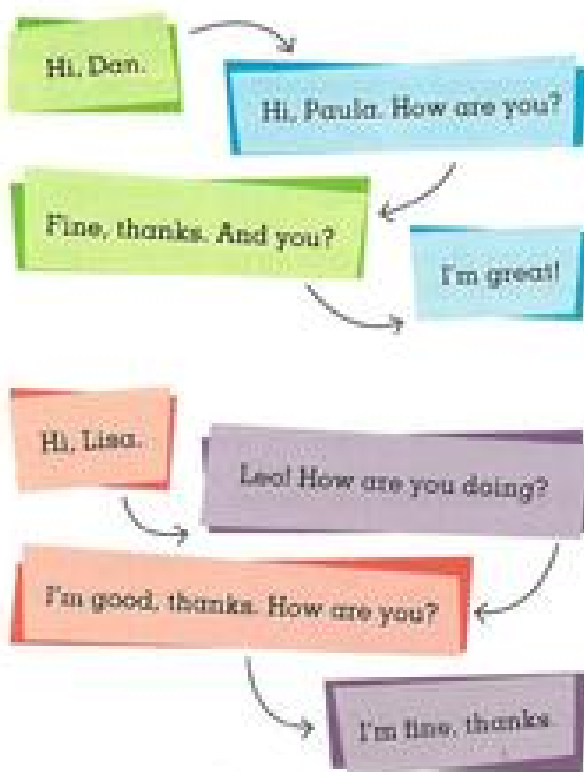 Hi, Dan.
Hi, Paula. How are you?
Fine, thanks. And you?
I'm great!
Hi, Lisa.
Leo! How are you doing?
I'm good, thanks. How are you?
I'm fine, thanks.